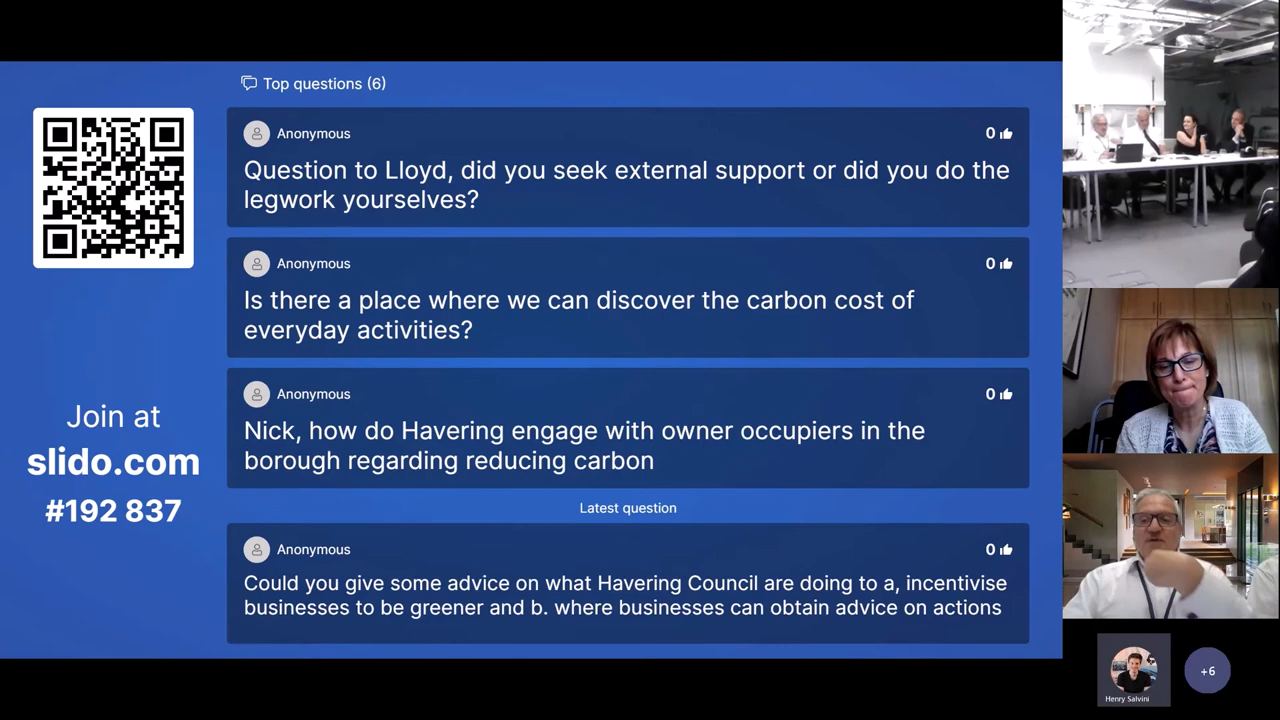 Top questions (6)
Anonymous
0
Question to Lloyd, did you seek external support or did you do the
legwork yourselves?
Anonymous
0
Is there a place where we can discover the carbon cost of
everyday activities?
Anonymous
0
Nick, how do Havering engage with owner occupiers in the
borough regarding reducing carbon
Latest question
Anonymous
0
Could you give some advice on what Havering Council are doing to a, incentivise
businesses to be greener and b. where businesses can obtain advice on actions
Join at
slido.com
#192 837
Henry Salvini
+6